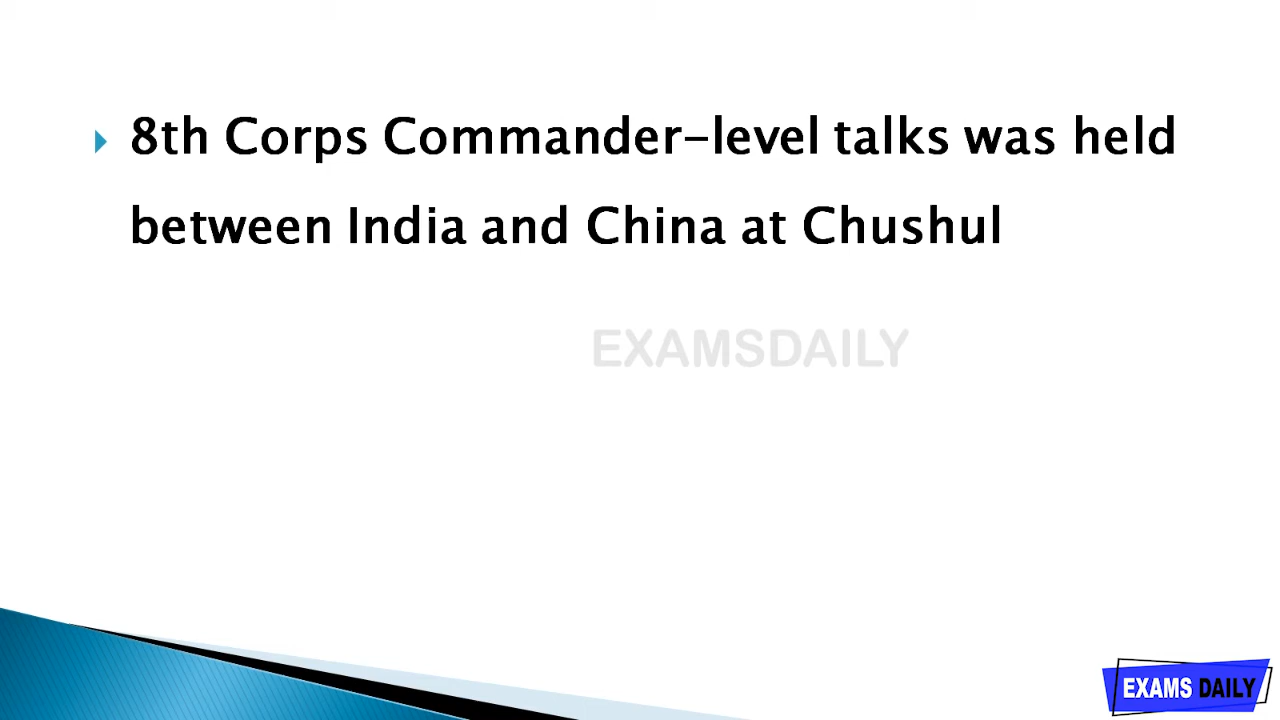 8th Corps Commander-level talks was held
between India and China at Chushul
EXAMSDAILY
EXAMS DAILY